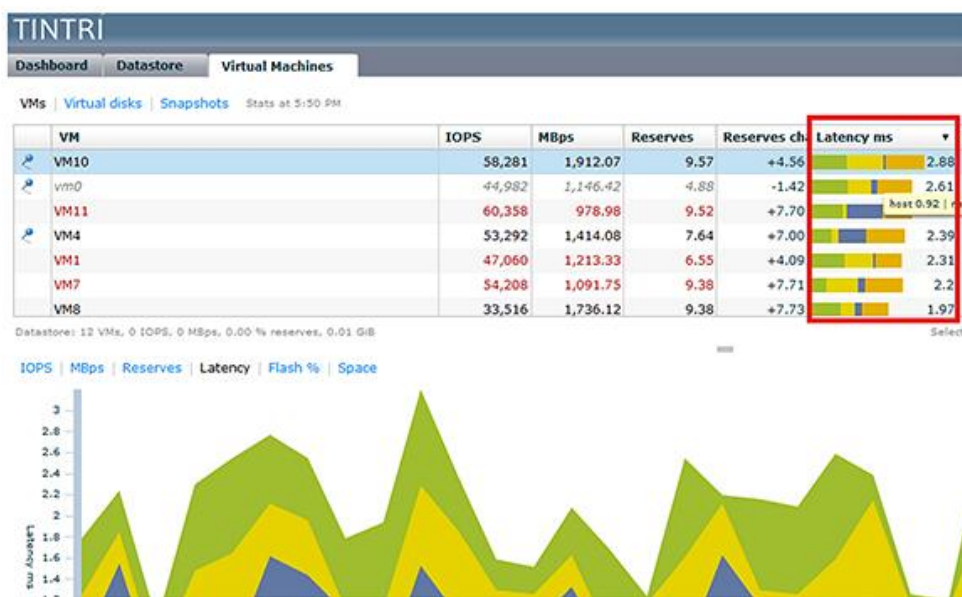 TINTRI
Dashboard Datastore Virtual Machines
VMs | Virtual disks | Snapshots Stats at 5:50 PM
VM IOPS MBps Reserves Reserves ch Latency ms
VM10 58,281 1,912.07 9.57 +4.56 2.88
vm0 44,982 1,146.42 4.88 -1.42 2.61
VM11 60,358 978.98 9.52 +7.70
host 0.92 |
VM4 53,292 1,414.08 7.64 +7.00 2.39
VM1 47,060 1,213.33 6.55 +4.09 2.31
VM7 54,208 1,091.75 9.38 +7.71 2.2
VM8 33,516 1,736.12 9.38 +7.73 1.97
Datastore: 12 VMs, 0 IOPS, 0 MBps, 0.00 % reserves, 0.01 GiB Select
IOPS | MBps | Reserves | Latency | Flash % | Space
3
2.8
2.6
2.4
2.2
2
1.8
1.6
1.4
Latency ms